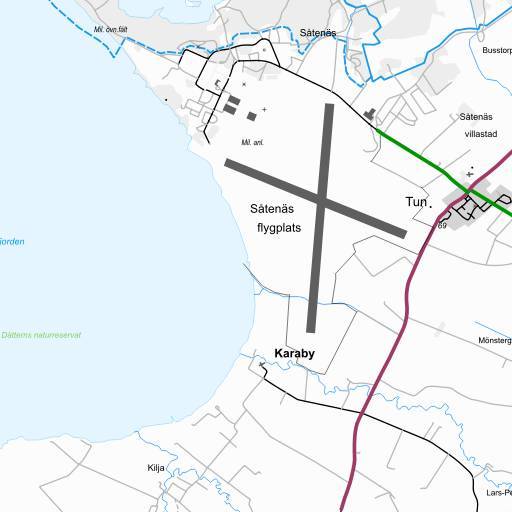 Mil. övn.fält
Såtenäs
Busstorp
Såtenäs
villastad
Mil. anl.
Tun
Såtenäs
flygplats
69
fjorden
Dätterns naturreservat
Mönsterg
Karaby
Kilja
Lars-Pe